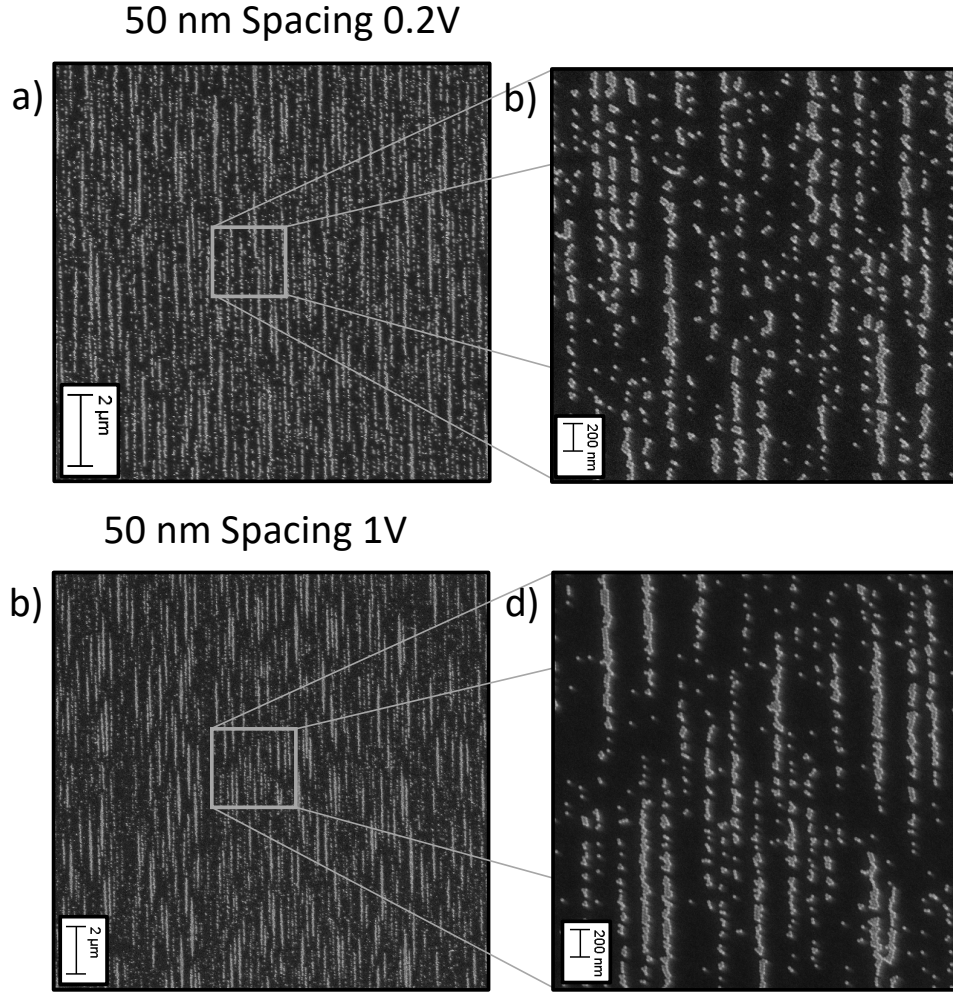 50 nm Spacing 0.2V
a)
b)
2 µm
200 nm
50 nm Spacing 1V
b)
d)
2 µm
200 nm